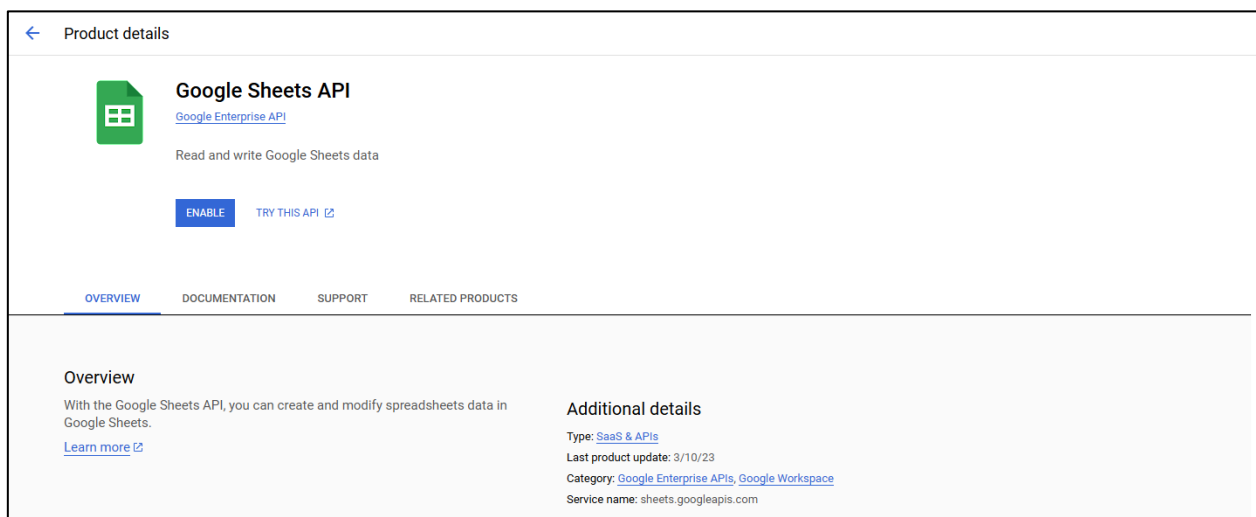 Product details
Google Sheets API
Google Enterprise API
Read and write Google Sheets data
ENABLE
TRY THIS API
OVERVIEW
DOCUMENTATION
SUPPORT
RELATED PRODUCTS
Overview
With the Google Sheets API, you can create and modify spreadsheets data in
Google Sheets.
Learn more
Additional details
Type: SaaS & APIs
Last product update: 3/10/23
Category: Google Enterprise APIs, Google Workspace
Service name: sheets.googleapis.com